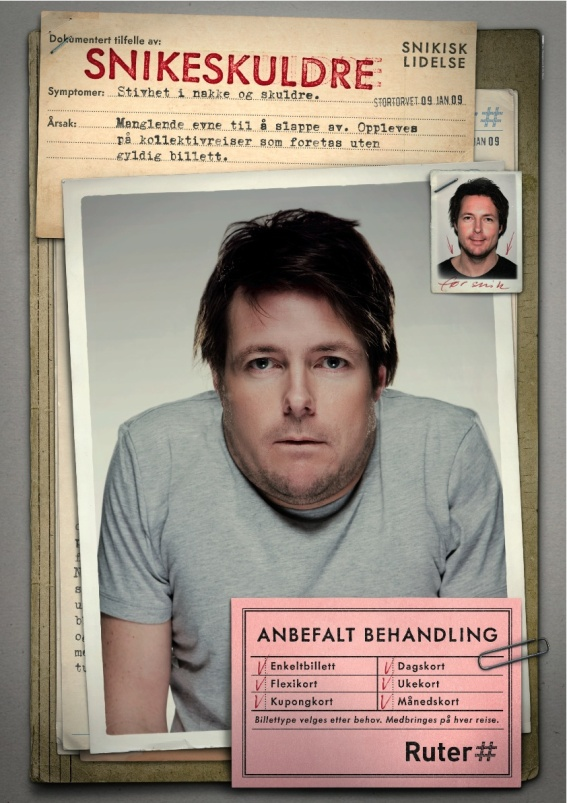 Dokumentert tilfelle av:
SNIKESKULDRE
SNIKISK
LIDELSE
Symptomer: Stivhet i nakke og skuldre.
STORTORVET 09 JAN 09
Årsak: Manglende evne til å slappe av. Oppleves
på kollektivreiser som foretas uten
gyldig billett.
#
AN 09
før snik
ANBEFALT BEHANDLING
Enkeltbillett
Dagskort
Flexikort
Ukekort
Kupongkort
Månedskort
Billettype velges etter behov. Medbringes på hver reise.
Ruter#